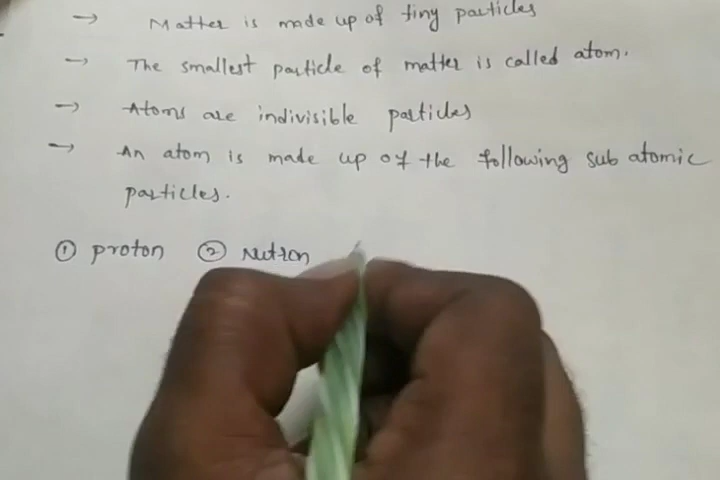 → Matter is made up of tiny particles
→ The smallest particle of matter is called atom.
→ Atoms are indivisible particles
→ An atom is made up of the following sub atomic
particles.
① proton ② Nutron